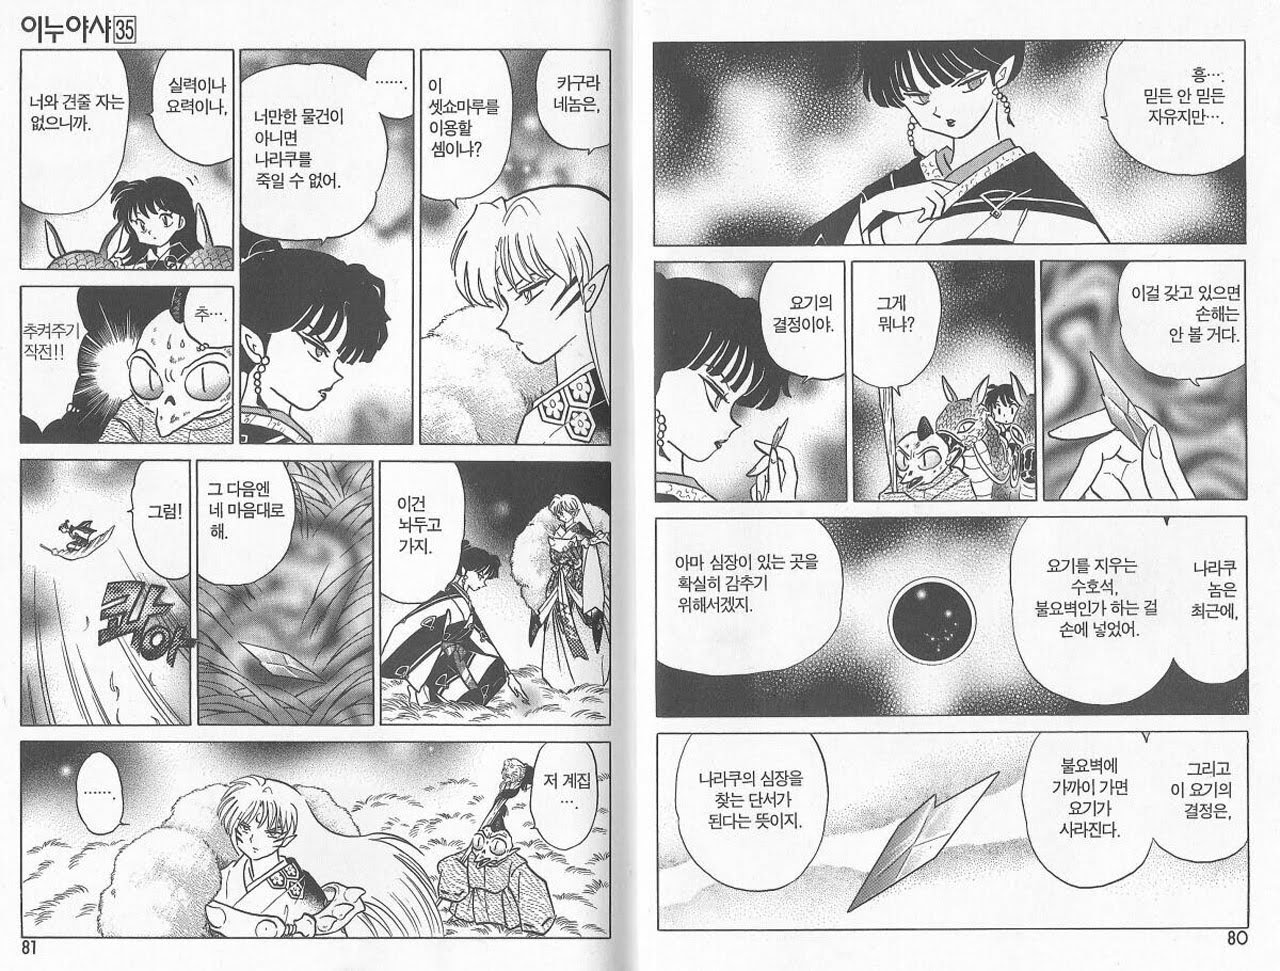 흥….
믿든 안 믿든
자유지만….
이걸 갖고 있으면
손해는
안 볼 거다.
그게
뭐냐?
요기의
결정이야.
나라쿠
놈은
최근에,
요기를 지우는
수호석,
불요벽인가 하는 걸
손에 넣었어.
아마 심장이 있는 곳을
확실히 감추기
위해서겠지.
그리고
이 요기의
결정은,
불요벽에
가까이 가면
요기가
사라진다.
나라쿠의 심장을
찾는 단서가
된다는 뜻이지.
80
이누야샤 35
카구라
네놈은,
이
셋쇼마루를
이용할
셈이냐?
…….
너만한 물건이
아니면
나라쿠를
죽일 수 없어.
실력이나
요력이나,
너와 견줄 자는
없으니까.
추….
추켜주기
작전!!
이건
놔두고
가지.
그 다음엔
네 마음대로
해.
그럼!
콰
아
저 계집
….
…….
81